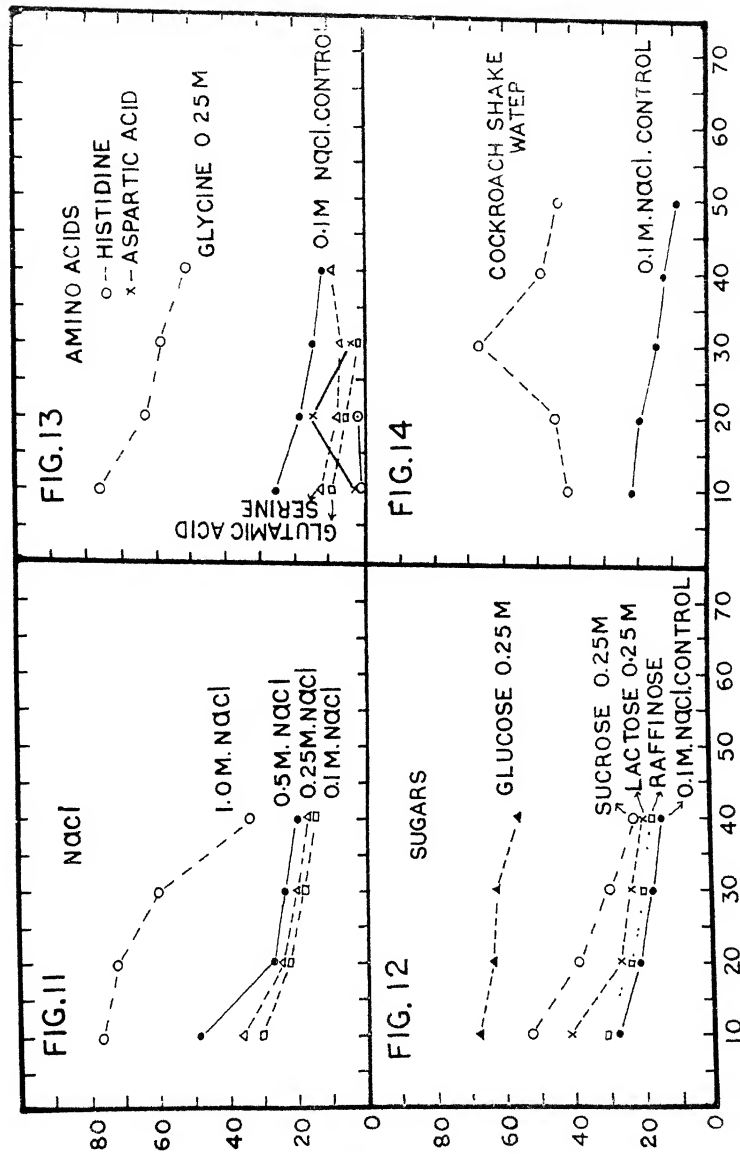 FIG.11
NaCl
1.0 M. NaCl
0.5 M. NaCl
0.25 M. NaCl
0.1 M. NaCl
80
60
40
20
0
FIG.13
AMINO ACIDS
o-- HISTIDINE
x-- ASPARTIC ACID
GLYCINE 0.25 M
0.1 M NaCl. CONTROL
SERINE
GLUTAMIC ACID
FIG. 12
SUGARS
GLUCOSE 0.25 M
SUCROSE 0.25 M
LACTOSE 0.25 M
RAFFINOSE
0.1 M. NaCl. CONTROL
80
60
40
20
0
10 20 30 40 50 60 70
FIG.14
COCKROACH SHAKE
WATER
0.1 M. NaCl. CONTROL
10 20 30 40 50 60 70